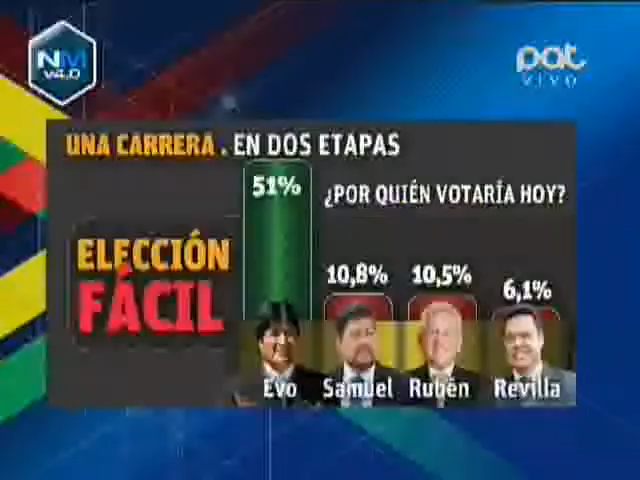 NM
V4.0
pat
VIVO
UNA CARRERA . EN DOS ETAPAS
51%
¿POR QUIÉN VOTARÍA HOY?
ELECCIÓN
FÁCIL
10,8%
10,5%
6,1%
Evo
Samuel
Rubén
Revilla